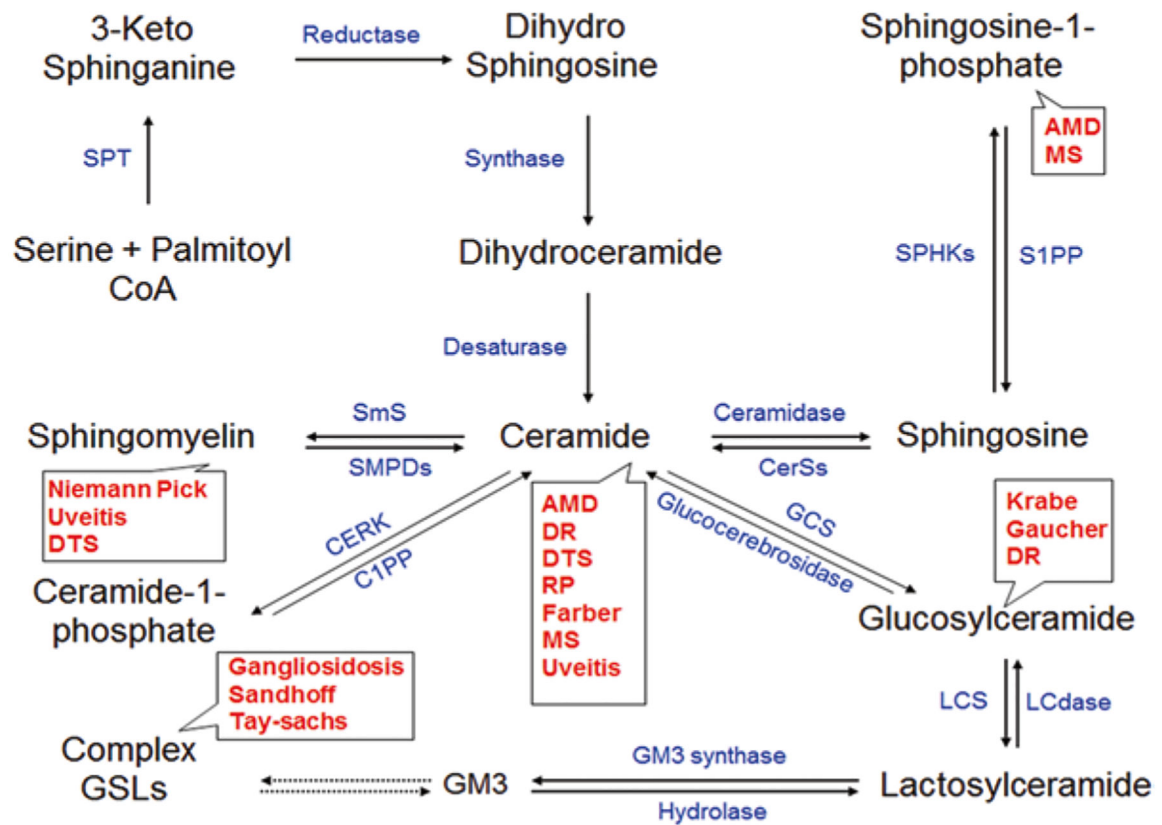 3-Keto
Sphinganine
Reductase
Dihydro
Sphingosine
Sphingosine-1-
phosphate
AMD
MS
SPT
Synthase
Serine + Palmitoyl
CoA
Dihydroceramide
SPHKs
S1PP
Desaturase
Sphingomyelin
SmS
SMPDs
Ceramide
Ceramidase
CerSs
Sphingosine
Niemann Pick
Uveitis
DTS
CERK
C1PP
AMD
DR
DTS
RP
Farber
MS
Uveitis
GCS
Glucocerebrosidase
Krabe
Gaucher
DR
Ceramide-1-
phosphate
Glucosylceramide
Gangliosidosis
Sandhoff
Tay-sachs
LCS
LCdase
Complex
GSLs
GM3
GM3 synthase
Hydrolase
Lactosylceramide